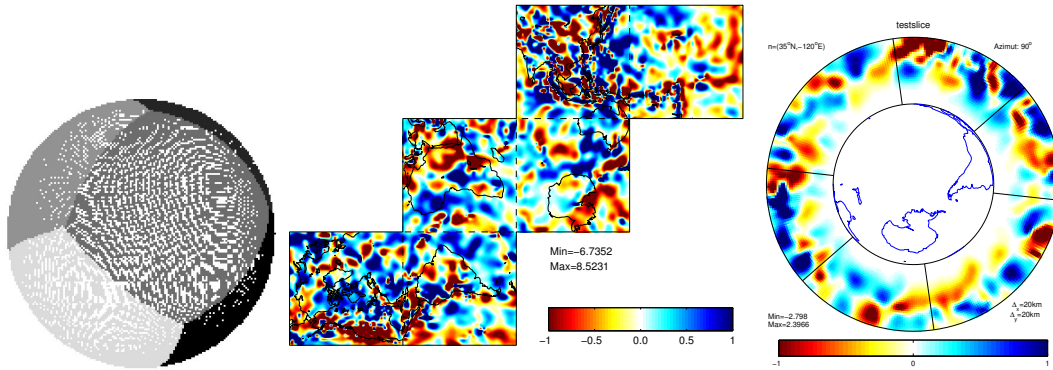 Min=−6.7352
Max=8.5231
−1 −0.5 0.0 0.5 1
testslice
n=(35°N,−120°E)
Azimut: 90°
Min=−2.798
Max=2.3966
Δx=20km
Δy=20km
−1 0 1